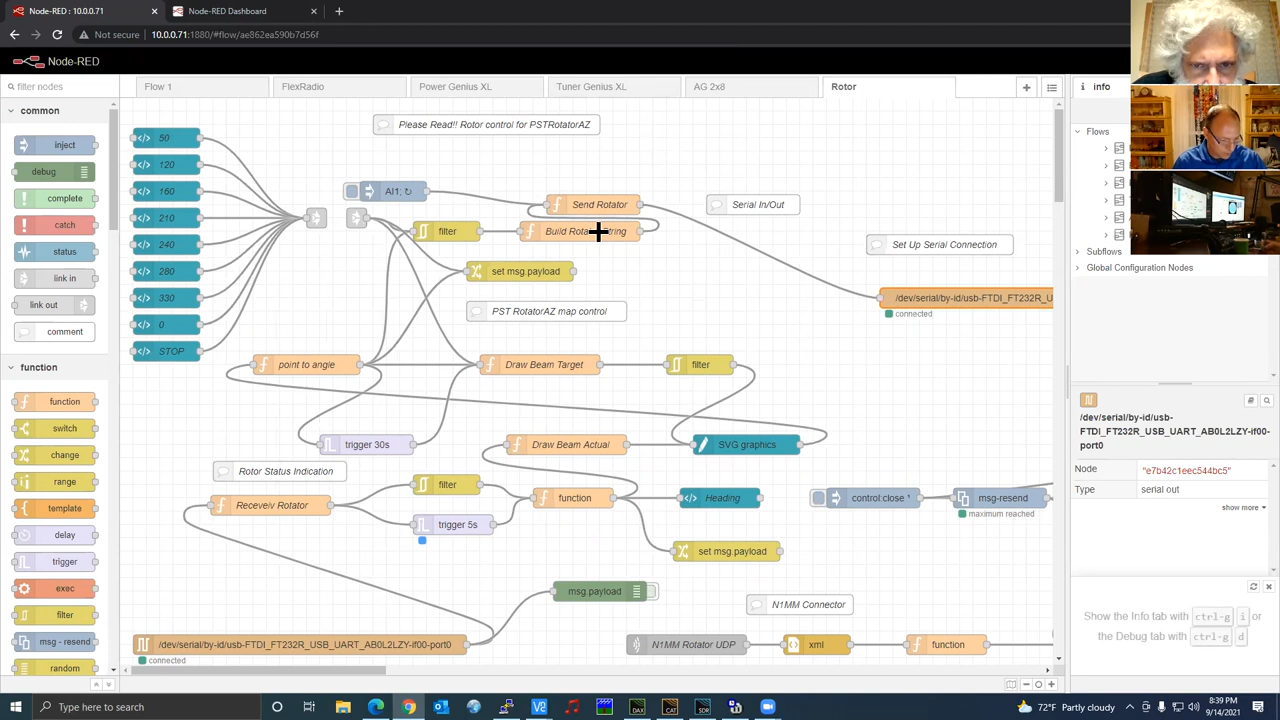 Node-RED : 10.0.0.71
Node-RED Dashboard
Not secure
10.0.0.71:1880/#flow/ae862ea590b7d56f
Node-RED
filter nodes
Flow 1
FlexRadio
Power Genius XL
Tuner Genius XL
AG 2x8
Rotor
info
common
inject
debug
complete
catch
status
link in
link out
comment
function
function
switch
change
range
template
delay
trigger
exec
filter
msg - resend
random
Please Read!! Rotor control for PSTRotatorAZ
50
120
160
210
240
280
330
0
STOP
AI1; ↻
Send Rotator
Serial In/Out
filter
Set Up Serial Connection
set msg.payload
/dev/serial/by-id/usb-FTDI_FT232R_U
connected
PST RotatorAZ map control
point to angle
Draw Beam Target
filter
trigger 30s
Draw Beam Actual
SVG graphics
Rotor Status Indication
filter
Receveiv Rotator
function
Heading
control:close ¹
msg-resend
maximum reached
trigger 5s
set msg.payload
msg.payload
N1MM Connector
/dev/serial/by-id/usb-FTDI_FT232R_USB_UART_AB0L2LZY-if00-port0
connected
N1MM Rotator UDP
xml
function
Flows
Subflows
Global Configuration Nodes
/dev/serial/by-id/usb-
FTDI_FT232R_USB_UART_AB0L2LZY-if00-
port0
Node
"e7b42c1eec544bc5"
Type
serial out
show more
Show the Info tab with ctrl-g i or
the Debug tab with ctrl-g d
Type here to search
DAX
CAT
SDR
72°F Partly cloudy
8:39 PM
9/14/2021